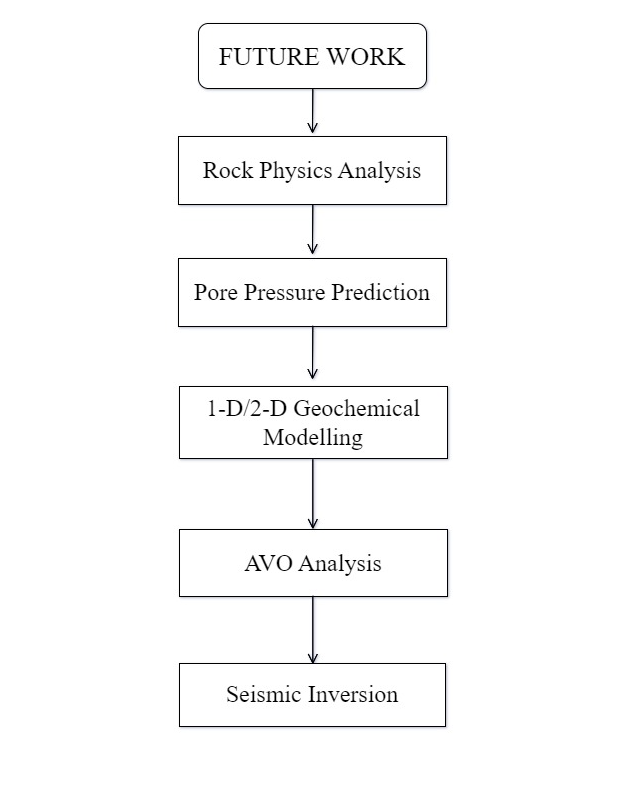 FUTURE WORK
Rock Physics Analysis
Pore Pressure Prediction
1-D/2-D Geochemical
Modelling
AVO Analysis
Seismic Inversion